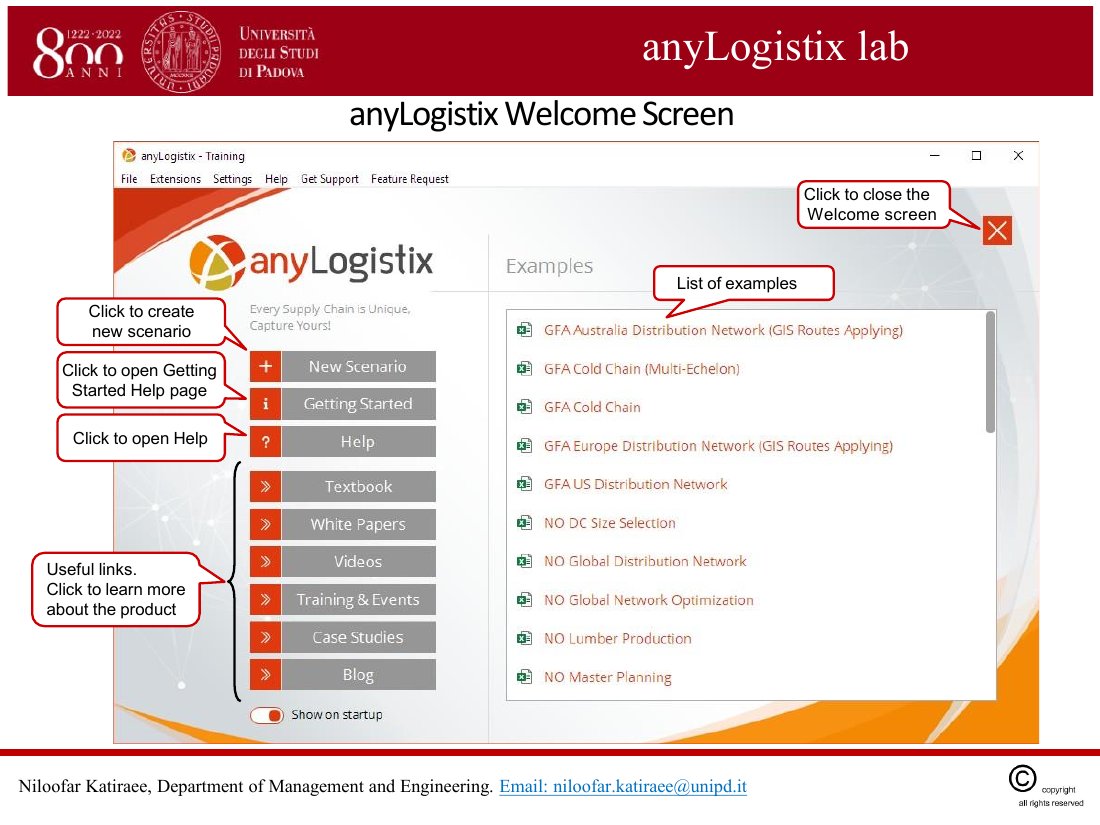 1222·2022
800
ANNI
UNIVERSITÀ
DEGLI STUDI
DI PADOVA
anyLogistix lab
anyLogistix Welcome Screen
anyLogistix - Training
File Extensions Settings Help Get Support Feature Request
Click to close the
Welcome screen
anyLogistix
Every Supply Chain is Unique,
Capture Yours!
Examples
List of examples
Click to create
new scenario
Click to open Getting
Started Help page
Click to open Help
Useful links.
Click to learn more
about the product
+ New Scenario
i Getting Started
? Help
» Textbook
» White Papers
» Videos
» Training & Events
» Case Studies
» Blog
Show on startup
GFA Australia Distribution Network (GIS Routes Applying)
GFA Cold Chain (Multi-Echelon)
GFA Cold Chain
GFA Europe Distribution Network (GIS Routes Applying)
GFA US Distribution Network
NO DC Size Selection
NO Global Distribution Network
NO Global Network Optimization
NO Lumber Production
NO Master Planning
Niloofar Katiraee, Department of Management and Engineering. Email: niloofar.katiraee@unipd.it
© copyright
all rights reserved